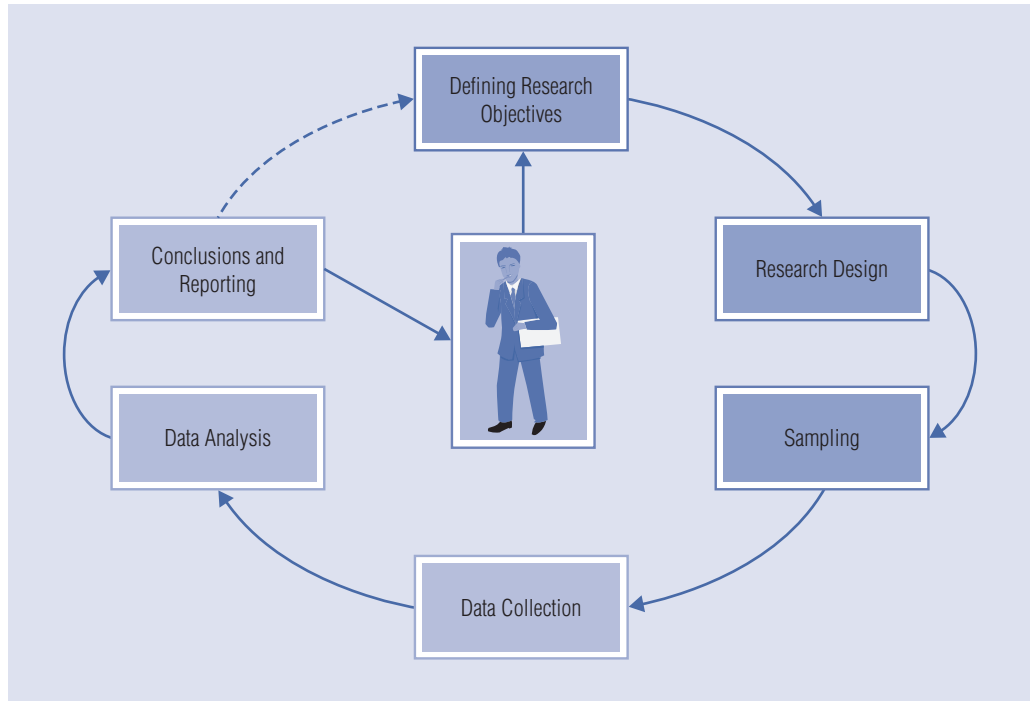 Defining Research
Objectives
Conclusions and
Reporting
Research Design
Data Analysis
Sampling
Data Collection